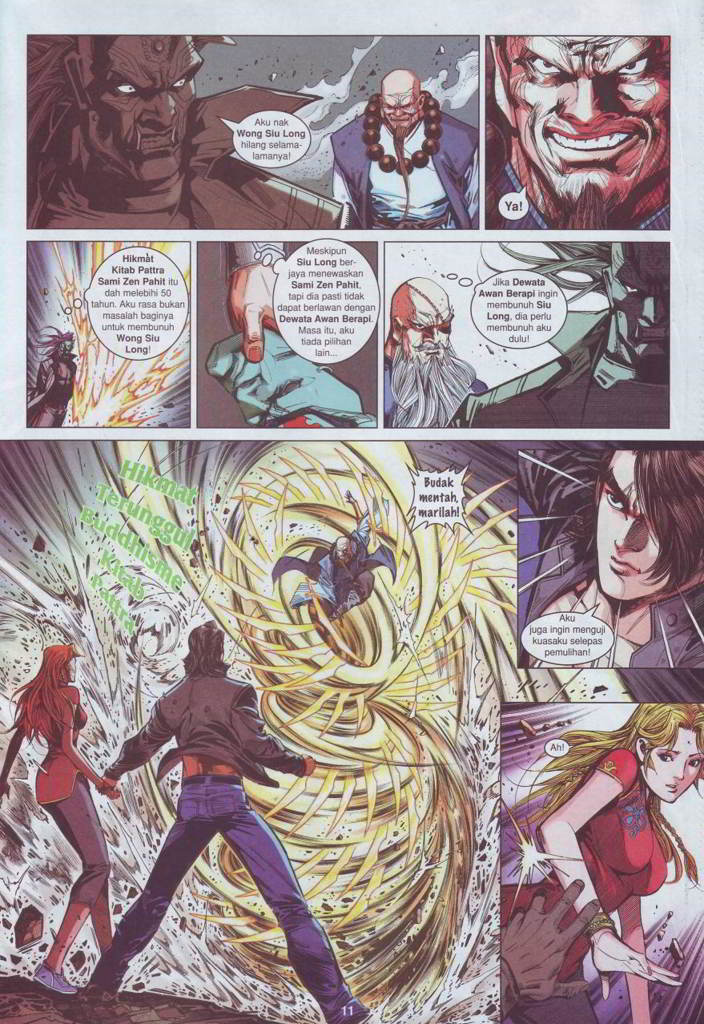 Aku nak
Wong Siu Long
hilang selama-
lamanya!
Ya!
Hikmat
Kitab Pattra
Sami Zen Pahit itu
dah melebihi 50
tahun. Aku rasa bukan
masalah baginya
untuk membunuh
Wong Siu
Long!
Meskipun
Siu Long ber-
jaya menewaskan
Sami Zen Pahit,
tapi dia pasti tidak
dapat berlawan dengan
Dewata Awan Berapi.
Masa itu, aku
tiada pilihan
lain...
Jika Dewata
Awan Berapi ingin
membunuh Siu
Long, dia perlu
membunuh aku
dulu!
Hikmat
Terunggul
Buddhisme
Kitab
Pattra
Budak
mentah,
marilah!
Aku
juga ingin menguji
kuasaku selepas
pemulihan!
Ah!
11